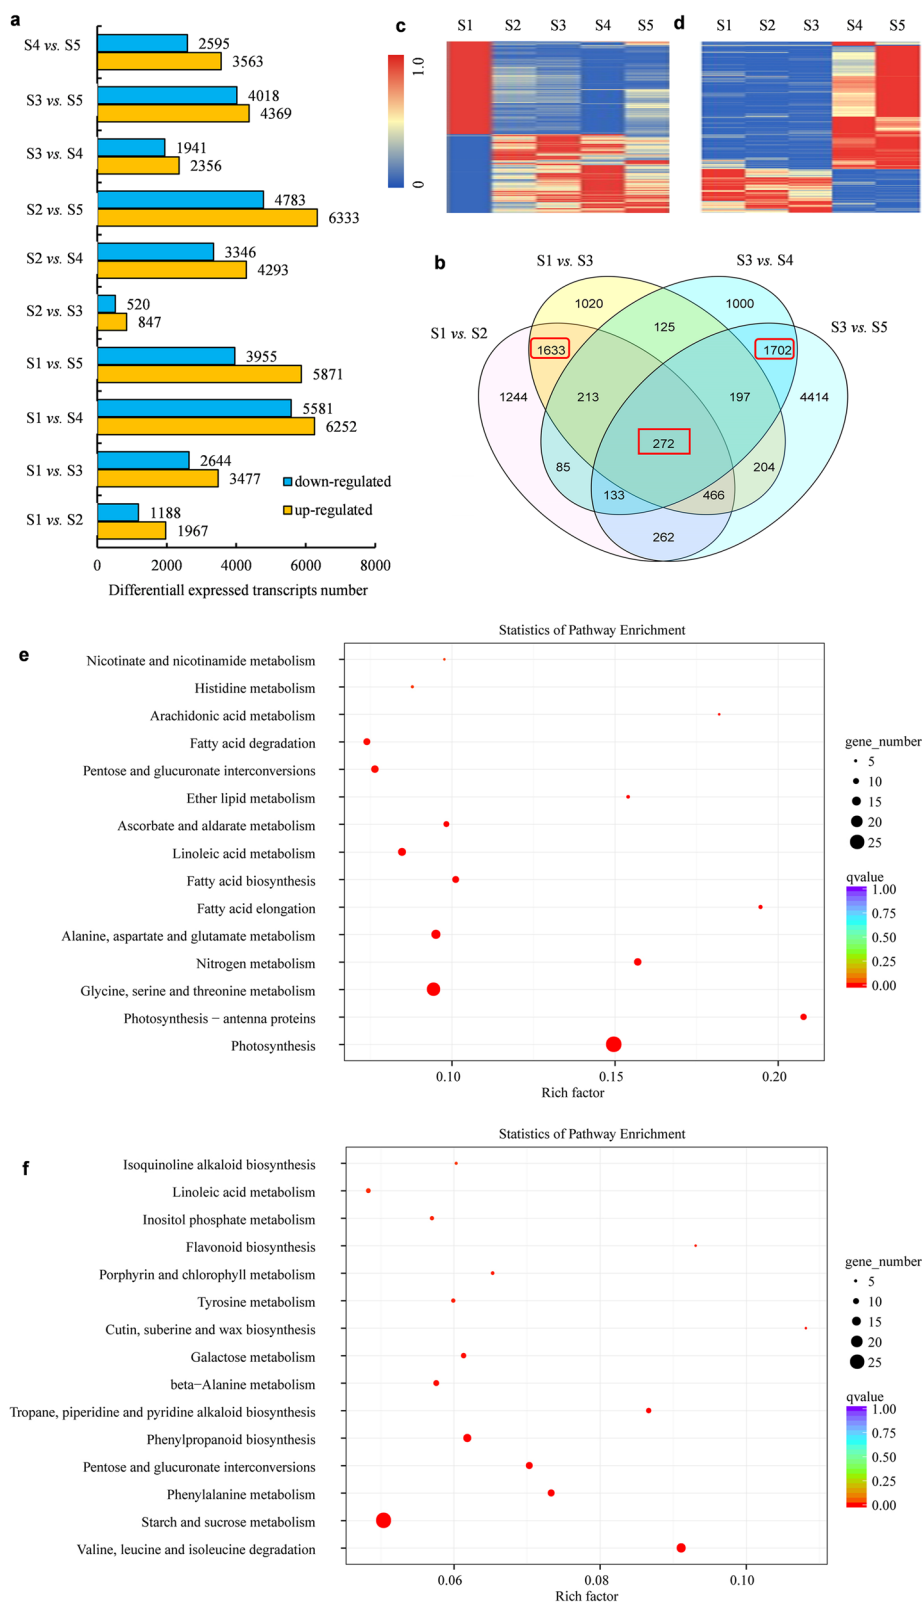 a
S4 vs. S5
2595
3563
S3 vs. S5
4018
4369
S3 vs. S4
1941
2356
S2 vs. S5
4783
6333
S2 vs. S4
3346
4293
S2 vs. S3
520
847
S1 vs. S5
3955
5871
S1 vs. S4
5581
6252
S1 vs. S3
2644
3477
S1 vs. S2
1188
1967
down-regulated
up-regulated
0 2000 4000 6000 8000
Differentiall expressed transcripts number
c
S1 S2 S3 S4 S5
1.0
0
d
S1 S2 S3 S4 S5
b
S1 vs. S3
S3 vs. S4
S1 vs. S2
S3 vs. S5
1020
1000
125
1633
1702
1244
213
197
4414
272
85
204
133
466
262
e
Statistics of Pathway Enrichment
Nicotinate and nicotinamide metabolism
Histidine metabolism
Arachidonic acid metabolism
Fatty acid degradation
Pentose and glucuronate interconversions
Ether lipid metabolism
Ascorbate and aldarate metabolism
Linoleic acid metabolism
Fatty acid biosynthesis
Fatty acid elongation
Alanine, aspartate and glutamate metabolism
Nitrogen metabolism
Glycine, serine and threonine metabolism
Photosynthesis − antenna proteins
Photosynthesis
0.10 0.15 0.20
Rich factor
gene_number
5
10
15
20
25
qvalue
1.00
0.75
0.50
0.25
0.00
f
Statistics of Pathway Enrichment
Isoquinoline alkaloid biosynthesis
Linoleic acid metabolism
Inositol phosphate metabolism
Flavonoid biosynthesis
Porphyrin and chlorophyll metabolism
Tyrosine metabolism
Cutin, suberine and wax biosynthesis
Galactose metabolism
beta−Alanine metabolism
Tropane, piperidine and pyridine alkaloid biosynthesis
Phenylpropanoid biosynthesis
Pentose and glucuronate interconversions
Phenylalanine metabolism
Starch and sucrose metabolism
Valine, leucine and isoleucine degradation
0.06 0.08 0.10
Rich factor
gene_number
5
10
15
20
25
qvalue
1.00
0.75
0.50
0.25
0.00